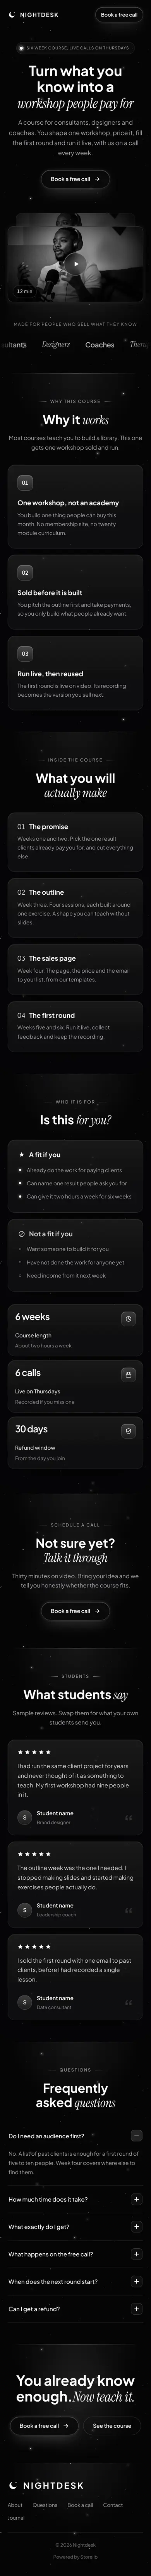 NIGHTDESK
Book a free call
SIX WEEK COURSE, LIVE CALLS ON THURSDAYS
Turn what you
know into a
workshop people pay for
A course for consultants, designers and
coaches. You shape one workshop, price it, fill
the first round and run it live, with us on a call
every week.
Book a free call →
12 min
MADE FOR PEOPLE WHO SELL WHAT THEY KNOW
Designers Coaches
WHY THIS COURSE
Why it works
Most courses teach you to build a library. This one
gets one workshop sold and run.
01
One workshop, not an academy
You build one thing people can buy this
month. No membership site, no twenty
module curriculum.
02
Sold before it is built
You pitch the outline first and take payments,
so you only build what people already want.
03
Run live, then reused
The first round is live on video. Its recording
becomes the version you sell next.
INSIDE THE COURSE
What you will
actually make
01 The promise
Weeks one and two. Pick the one result
clients already pay you for, and cut everything
else.
02 The outline
Week three. Four sessions, each built around
one exercise. A shape you can teach without
slides.
03 The sales page
Week four. The page, the price and the email
to your list, from our templates.
04 The first round
Weeks five and six. Run it live, collect
feedback and keep the recording.
WHO IT IS FOR
Is this for you?
A fit if you
Already do the work for paying clients
Can name one result people ask you for
Can give it two hours a week for six weeks
Not a fit if you
Want someone to build it for you
Have not done the work for anyone yet
Need income from it next week
6 weeks
Course length
About two hours a week
6 calls
Live on Thursdays
Recorded if you miss one
30 days
Refund window
From the day you join
SCHEDULE A CALL
Not sure yet?
Talk it through
Thirty minutes on video. Bring your idea and we
tell you honestly whether the course fits.
Book a free call →
STUDENTS
What students say
Sample reviews. Swap them for what your own
students send you.
★★★★★
I had run the same client project for years
and never thought of it as something to
teach. My first workshop had nine people
in it.
S
Student name
Brand designer
★★★★★
The outline week was the one I needed. I
stopped making slides and started making
exercises people actually do.
S
Student name
Leadership coach
★★★★★
I sold the first round with one email to past
clients, before I had recorded a single
lesson.
S
Student name
Data consultant
QUESTIONS
Frequently
asked questions
Do I need an audience first?
No. A list of past clients is enough for a first round of
five to ten people. Week four covers where else to
find them.
How much time does it take?
What exactly do I get?
What happens on the free call?
When does the next round start?
Can I get a refund?
You already know
enough. Now teach it.
Book a free call →
See the course
NIGHTDESK
About Questions Book a call Contact
Journal
© 2026 Nightdesk